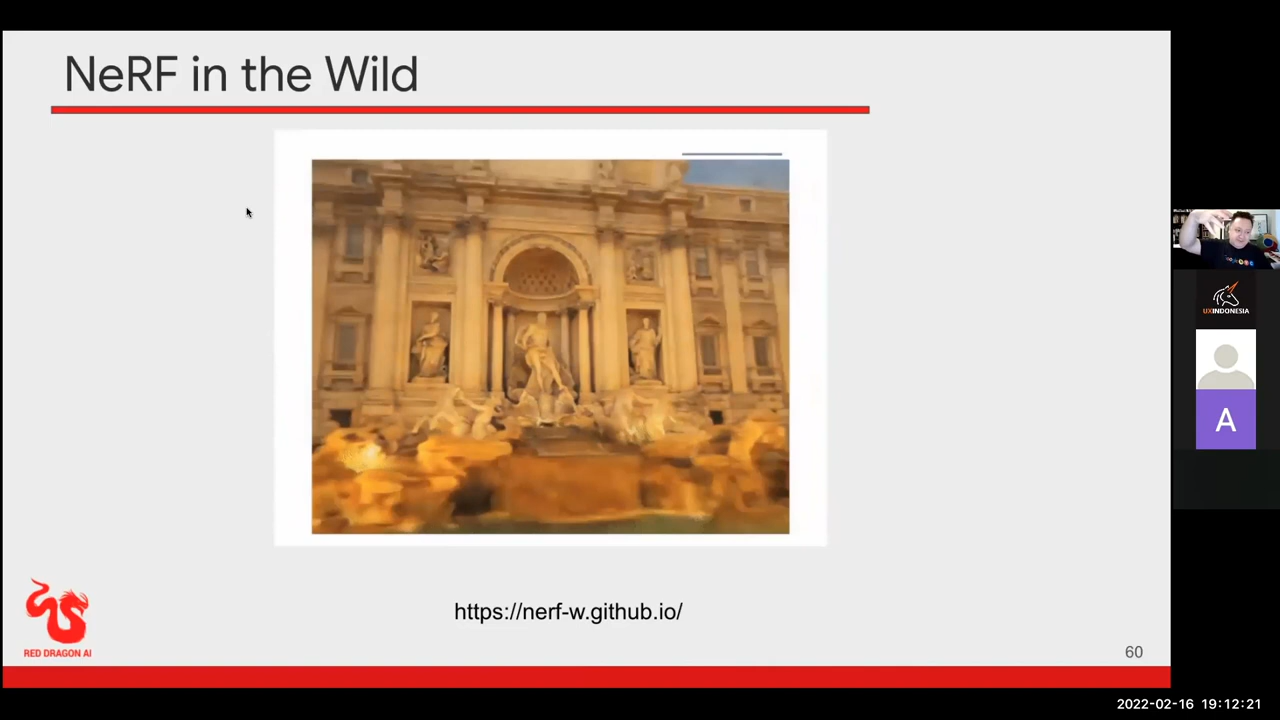 NeRF in the Wild
https://nerf-w.github.io/
RED DRAGON AI
60
UXINDONESIA
A
2022-02-16 19:12:21